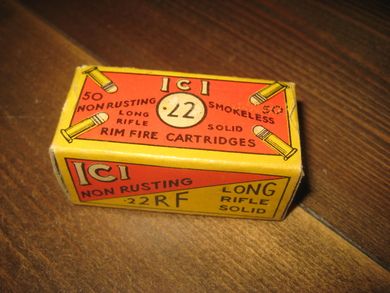 ICI
50 NON RUSTING .22 SMOKELESS 50
LONG RIFLE SOLID
RIM FIRE CARTRIDGES
ICI
NON RUSTING
.22 RF
LONG
RIFLE
SOLID